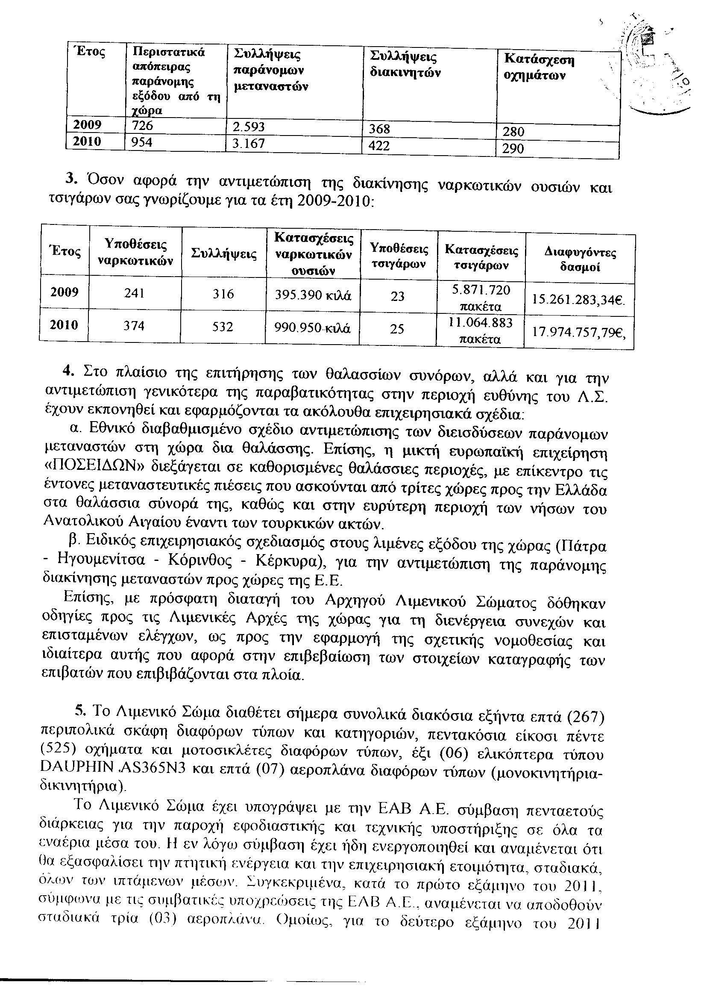 Έτος Περιστατικά απόπειρας παράνομης εξόδου από τη χώρα Συλλήψεις παράνομων μεταναστών Συλλήψεις διακινητών Κατάσχεση οχημάτων
2009 726 2.593 368 280
2010 954 3.167 422 290
3. Όσον αφορά την αντιμετώπιση της διακίνησης ναρκωτικών ουσιών και
τσιγάρων σας γνωρίζουμε για τα έτη 2009-2010:
Έτος Υποθέσεις ναρκωτικών Συλλήψεις Κατασχέσεις ναρκωτικών ουσιών Υποθέσεις τσιγάρων Κατασχέσεις τσιγάρων Διαφυγόντες δασμοί
2009 241 316 395.390 κιλά 23 5.871.720 πακέτα 15.261.283,34€.
2010 374 532 990.950 κιλά 25 11.064.883 πακέτα 17.974.757,79€,
4. Στο πλαίσιο της επιτήρησης των θαλασσίων συνόρων, αλλά και για την
αντιμετώπιση γενικότερα της παραβατικότητας στην περιοχή ευθύνης του Λ.Σ.
έχουν εκπονηθεί και εφαρμόζονται τα ακόλουθα επιχειρησιακά σχέδια:
α. Εθνικό διαβαθμισμένο σχέδιο αντιμετώπισης των διεισδύσεων παράνομων
μεταναστών στη χώρα δια θαλάσσης. Επίσης, η μικτή ευρωπαϊκή επιχείρηση
«ΠΟΣΕΙΔΩΝ» διεξάγεται σε καθορισμένες θαλάσσιες περιοχές, με επίκεντρο τις
έντονες μεταναστευτικές πιέσεις που ασκούνται από τρίτες χώρες προς την Ελλάδα
στα θαλάσσια σύνορά της, καθώς και στην ευρύτερη περιοχή των νήσων του
Ανατολικού Αιγαίου έναντι των τουρκικών ακτών.
β. Ειδικός επιχειρησιακός σχεδιασμός στους λιμένες εξόδου της χώρας (Πάτρα
- Ηγουμενίτσα - Κόρινθος - Κέρκυρα), για την αντιμετώπιση της παράνομης
διακίνησης μεταναστών προς χώρες της Ε.Ε.
Επίσης, με πρόσφατη διαταγή του Αρχηγού Λιμενικού Σώματος δόθηκαν
οδηγίες προς τις Λιμενικές Αρχές της χώρας για τη διενέργεια συνεχών και
επισταμένων ελέγχων, ως προς την εφαρμογή της σχετικής νομοθεσίας και
ιδιαίτερα αυτής που αφορά στην επιβεβαίωση των στοιχείων καταγραφής των
επιβατών που επιβιβάζονται στα πλοία.
5. Το Λιμενικό Σώμα διαθέτει σήμερα συνολικά διακόσια εξήντα επτά (267)
περιπολικά σκάφη διαφόρων τύπων και κατηγοριών, πεντακόσια είκοσι πέντε
(525) οχήματα και μοτοσικλέτες διαφόρων τύπων, έξι (06) ελικόπτερα τύπου
DAUPHIN AS365N3 και επτά (07) αεροπλάνα διαφόρων τύπων (μονοκινητήρια-
δικινητήρια).
Το Λιμενικό Σώμα έχει υπογράψει με την ΕΑΒ Α.Ε. σύμβαση πενταετούς
διάρκειας για την παροχή εφοδιαστικής και τεχνικής υποστήριξης σε όλα τα
εναέρια μέσα του. Η εν λόγω σύμβαση έχει ήδη ενεργοποιηθεί και αναμένεται ότι
θα εξασφαλίσει την πτητική ενέργεια και την επιχειρησιακή ετοιμότητα, σταδιακά,
όλων των ιπτάμενων μέσων. Συγκεκριμένα, κατά το πρώτο εξάμηνο του 2011,
σύμφωνα με τις συμβατικές υποχρεώσεις της ΕΑΒ Α.Ε., αναμένεται να αποδοθούν
σταδιακά τρία (03) αεροπλάνα. Ομοίως, για το δεύτερο εξάμηνο του 2011